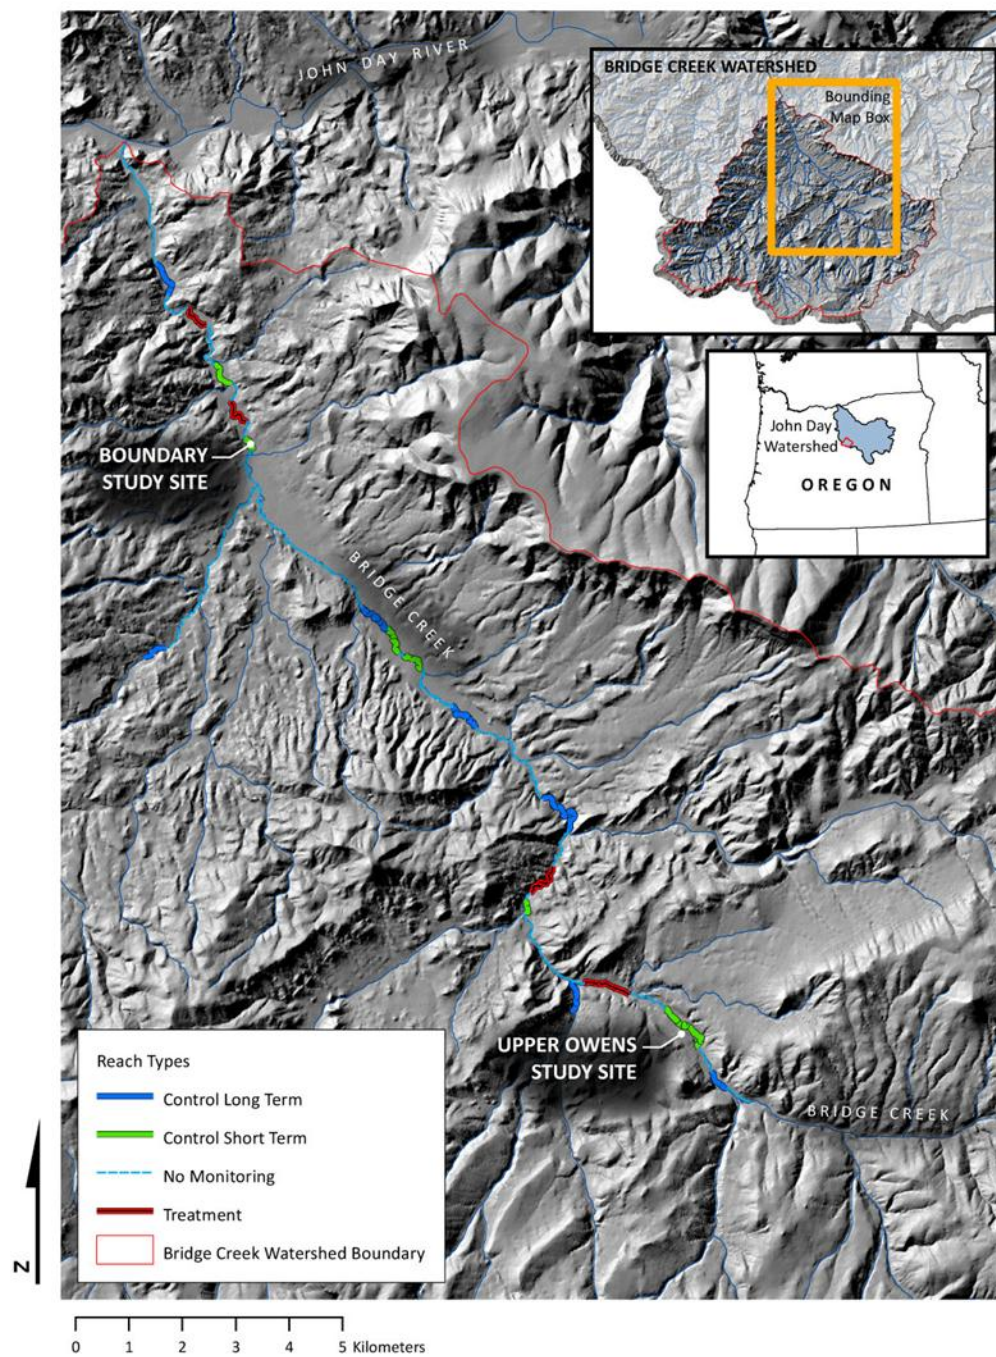 JOHN DAY RIVER
BRIDGE CREEK WATERSHED
Bounding
Map Box
John Day
Watershed
OREGON
BOUNDARY
STUDY SITE
BRIDGE CREEK
UPPER OWENS
STUDY SITE
BRIDGE CREEK
Reach Types
Control Long Term
Control Short Term
No Monitoring
Treatment
Bridge Creek Watershed Boundary
N
0 1 2 3 4 5 Kilometers